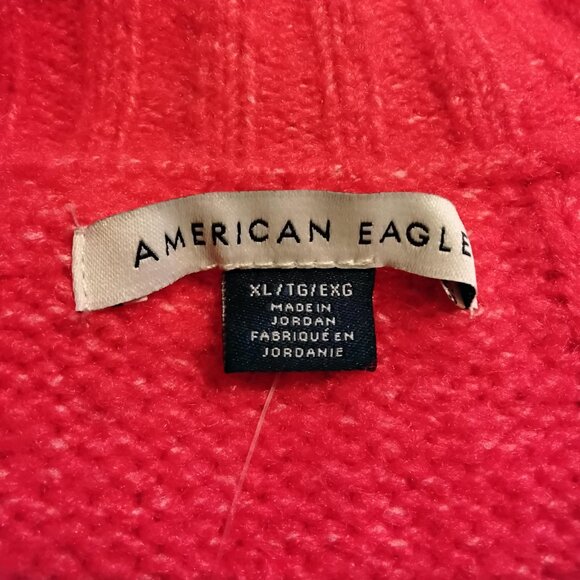 AMERICAN EAGLE
XL/TG/EXG
MADE IN
JORDAN
FABRIQUÉ EN
JORDANIE